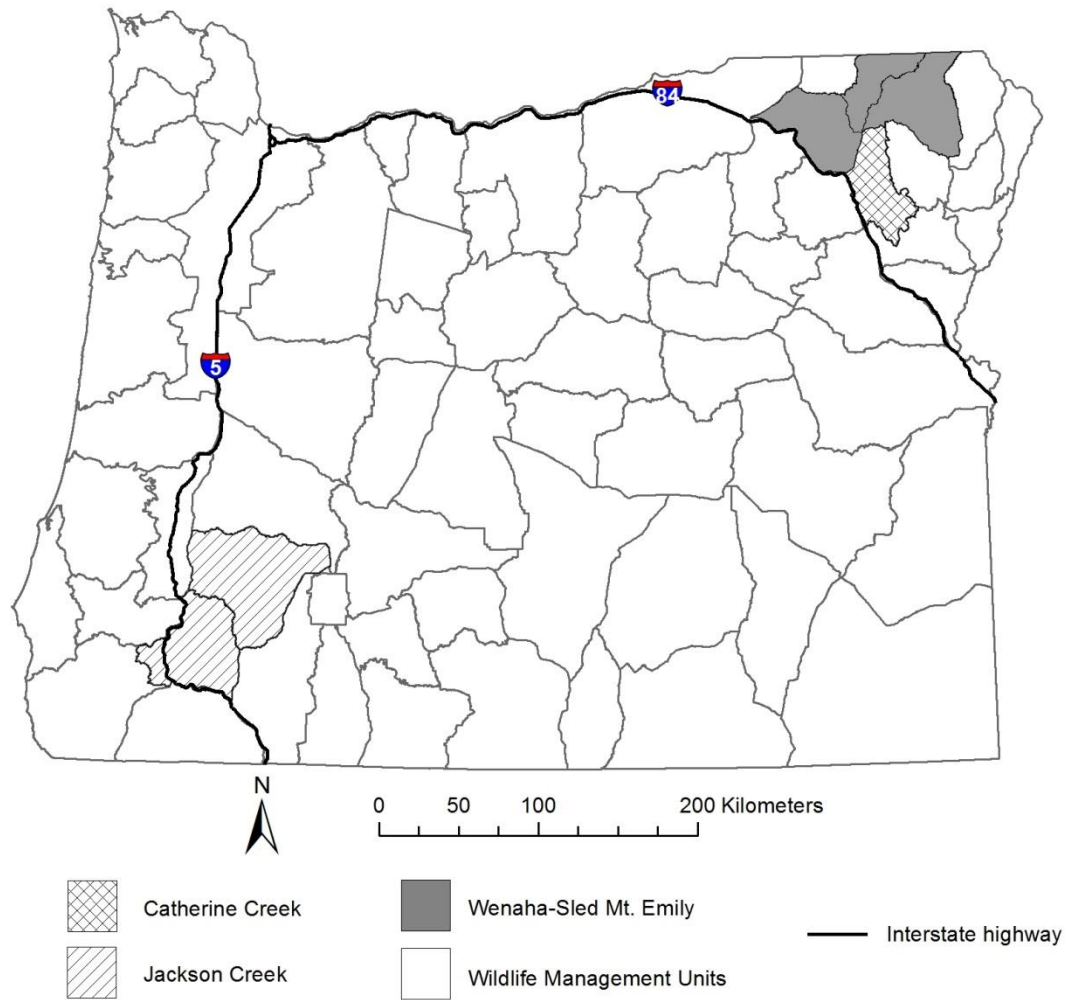 84
5
N
0 50 100 200 Kilometers
Catherine Creek
Wenaha-Sled Mt. Emily
Interstate highway
Jackson Creek
Wildlife Management Units